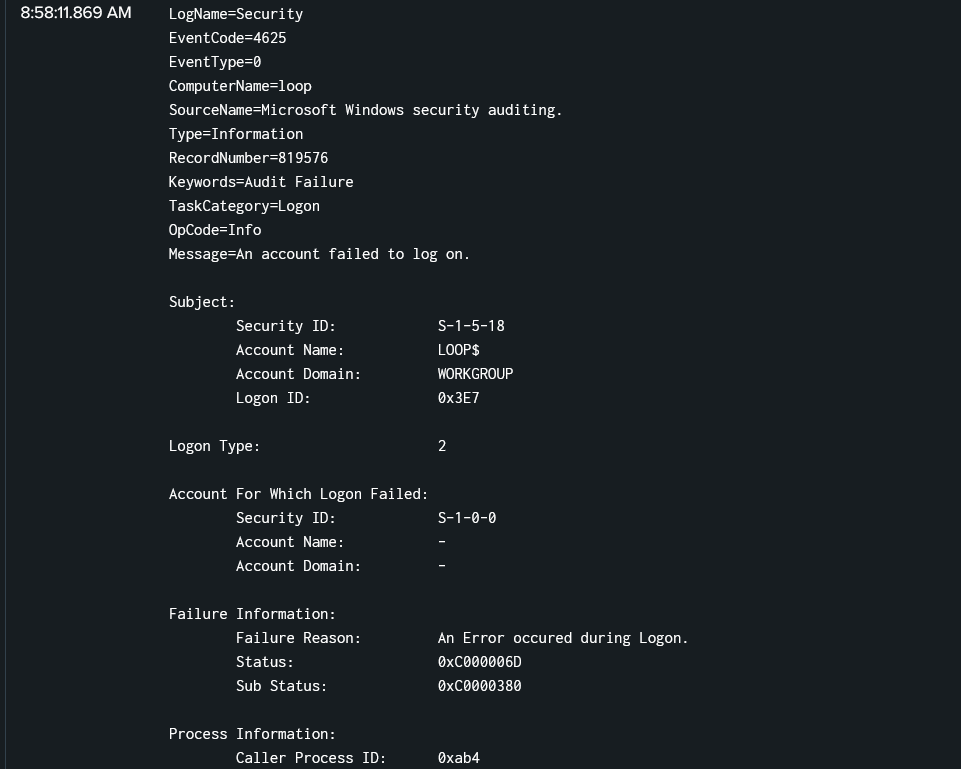 8:58:11.869 AM
LogName=Security
EventCode=4625
EventType=0
ComputerName=loop
SourceName=Microsoft Windows security auditing.
Type=Information
RecordNumber=819576
Keywords=Audit Failure
TaskCategory=Logon
OpCode=Info
Message=An account failed to log on.
Subject:
Security ID: S-1-5-18
Account Name: LOOP$
Account Domain: WORKGROUP
Logon ID: 0x3E7
Logon Type: 2
Account For Which Logon Failed:
Security ID: S-1-0-0
Account Name: -
Account Domain: -
Failure Information:
Failure Reason: An Error occured during Logon.
Status: 0xC000006D
Sub Status: 0xC0000380
Process Information:
Caller Process ID: 0xab4